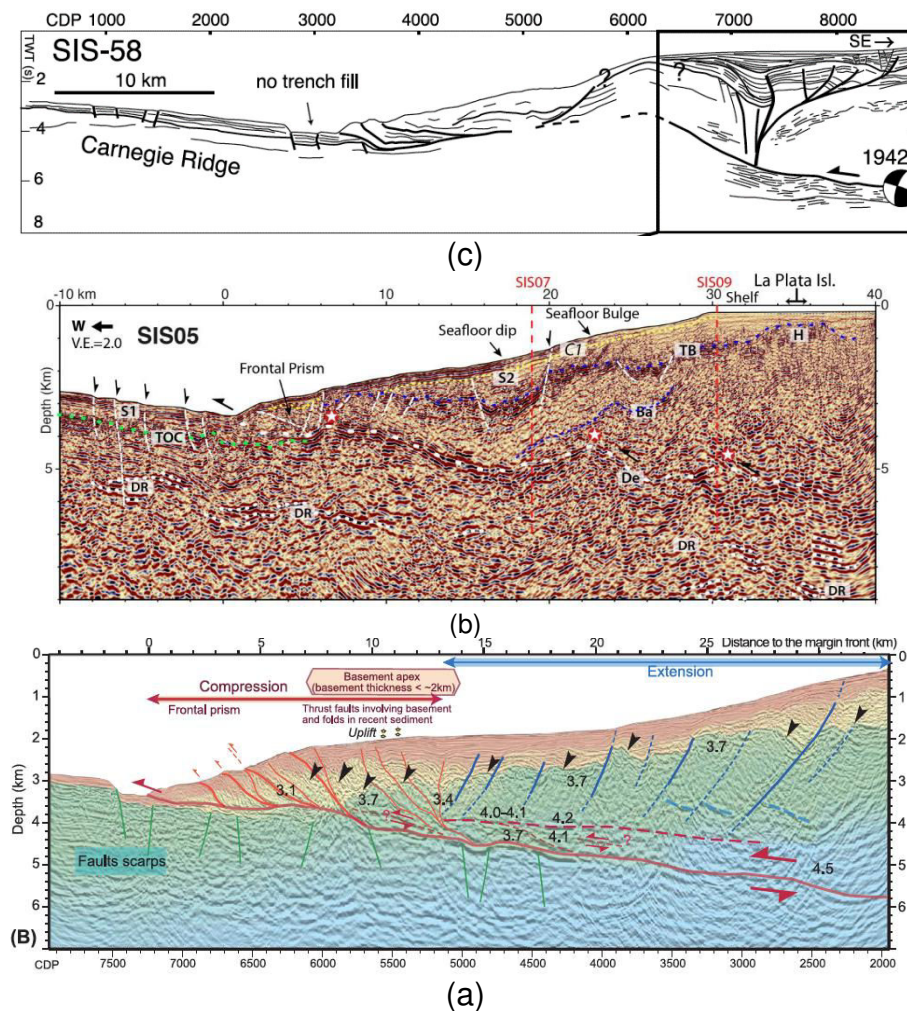 CDP 1000 2000 3000 4000 5000 6000 7000 8000
SIS-58
TWT (s)
2
4
6
8
10 km
no trench fill
Carnegie Ridge
?
?
SE →
1942
(c)
-10 km 0 10 20 30 40
SIS07
SIS09
La Plata Isl.
Shelf
W
V.E.=2.0
SIS05
Seafloor dip
Seafloor Bulge
C1
TB
H
Frontal Prism
S2
S1
TOC
Ba
De
DR
DR
DR
DR
0
5
0
5
Depth (Km)
(b)
0 5 10 15 20 25 Distance to the margin front (km)
Basement apex
(basement thickness < ~2km)
Extension
Compression
Frontal prism
Thrust faults involving basement
and folds in recent sediment
Uplift
0
1
2
3
4
5
6
0
1
2
3
4
5
6
Depth (km)
3.1
3.7
3.4
3.7
3.7
4.0-4.1
4.2
3.7
4.1
4.5
?
?
Faults scarps
(B)
CDP 7500 7000 6500 6000 5500 5000 4500 4000 3500 3000 2500 2000
(a)